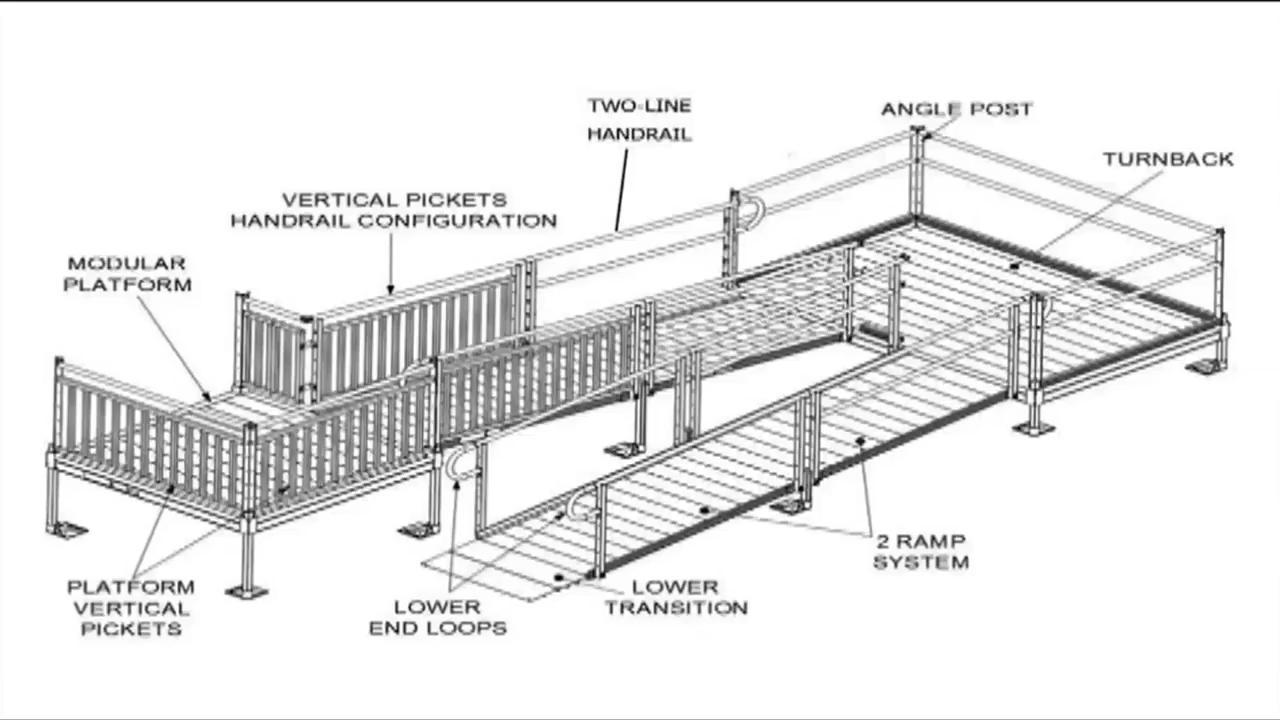 TWO-LINE
HANDRAIL
ANGLE POST
TURNBACK
VERTICAL PICKETS
HANDRAIL CONFIGURATION
MODULAR
PLATFORM
2 RAMP
SYSTEM
PLATFORM
VERTICAL
PICKETS
LOWER
END LOOPS
LOWER
TRANSITION